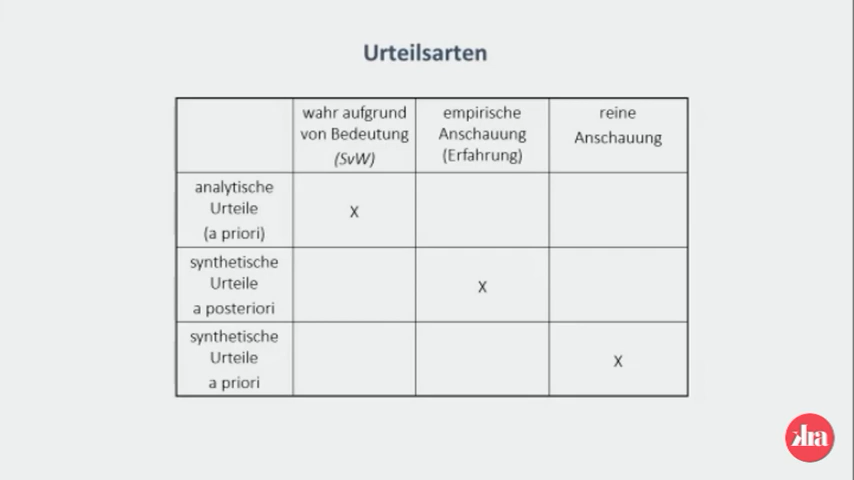 Urteilsarten
wahr aufgrund
von Bedeutung
(SvW)
empirische
Anschauung
(Erfahrung)
reine
Anschauung
analytische
Urteile
(a priori)
X
synthetische
Urteile
a posteriori
X
synthetische
Urteile
a priori
X